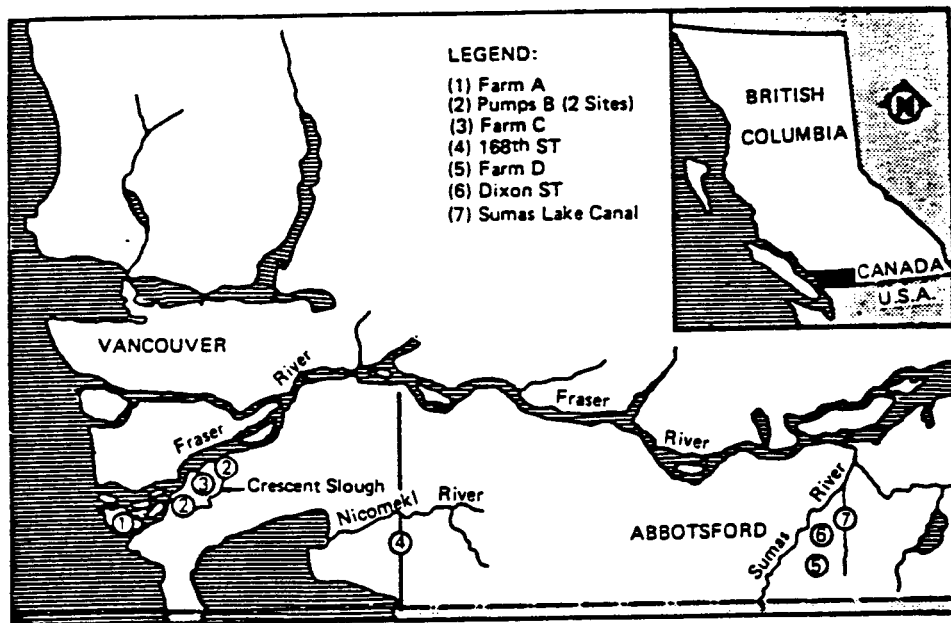 LEGEND:
(1) Farm A
(2) Pumps B (2 Sites)
(3) Farm C
(4) 168th ST
(5) Farm D
(6) Dixon ST
(7) Sumas Lake Canal
BRITISH
COLUMBIA
N
CANADA
U.S.A.
VANCOUVER
River
Fraser
Fraser
River
2
3
2
1
Crescent Slough
Nicomekl River
4
ABBOTSFORD
Sumas River
7
6
5